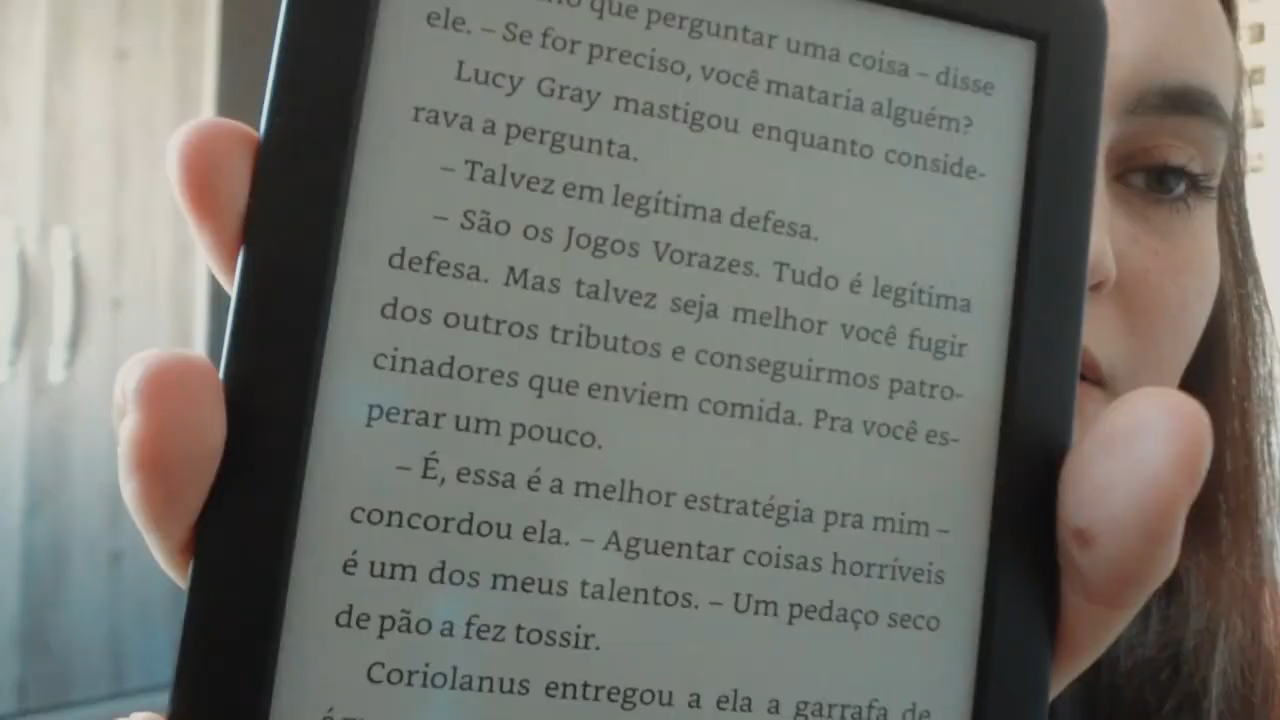 que perguntar uma coisa – disse
ele. – Se for preciso, você mataria alguém?
Lucy Gray mastigou enquanto conside-
rava a pergunta.
– Talvez em legítima defesa.
– São os Jogos Vorazes. Tudo é legítima
defesa. Mas talvez seja melhor você fugir
dos outros tributos e conseguirmos patro-
cinadores que enviem comida. Pra você es-
perar um pouco.
– É, essa é a melhor estratégia pra mim –
concordou ela. – Aguentar coisas horríveis
é um dos meus talentos. – Um pedaço seco
de pão a fez tossir.
Coriolanus entregou a ela a garrafa de